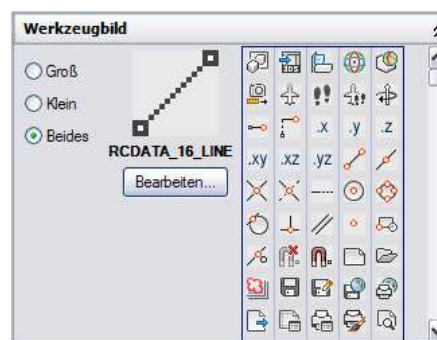 Werkzeugbild
Groß
Klein
Beides
RCDATA_16_LINE
Bearbeiten...
.x .y .z
.xy .xz .yz